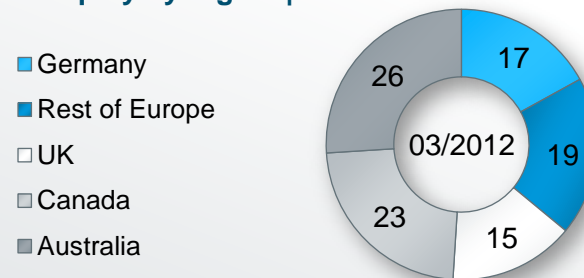 Germany
Rest of Europe
UK
Canada
Australia
17
19
15
23
26
03/2012